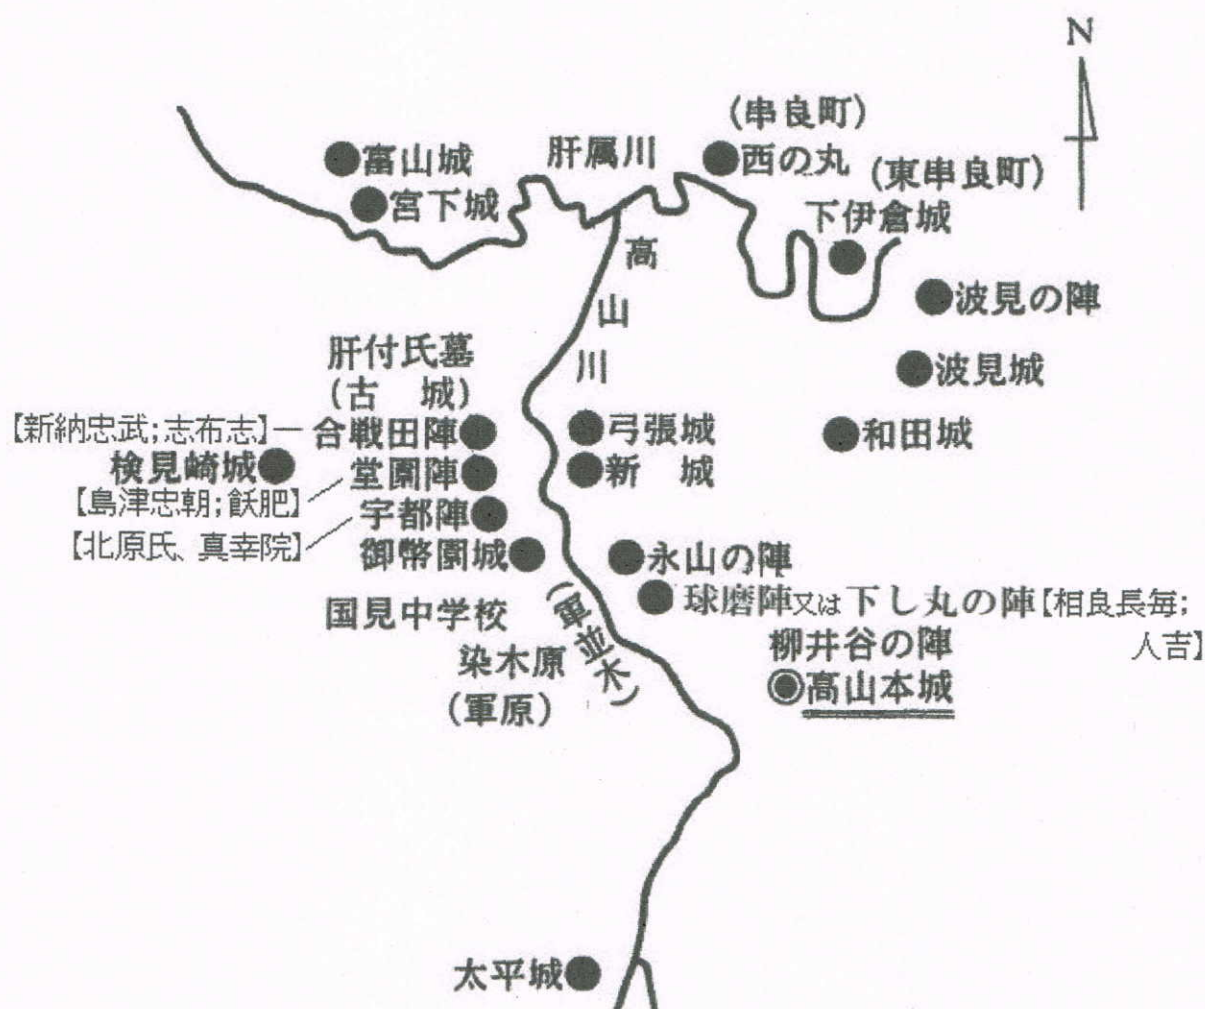 N
(串良町)
富山城
肝属川
西の丸
(東串良町)
宮下城
下伊倉城
高山川
波見の陣
肝付氏墓
波見城
(古 城)
【新納忠武;志布志】
合戦田陣
弓張城
和田城
検見崎城
堂園陣
新 城
【島津忠朝;飫肥】
宇都陣
【北原氏、真幸院】
御幣園城
永山の陣
球磨陣又は下し丸の陣【相良長毎;
人吉】
国見中学校
(軍並木)
柳井谷の陣
染木原
高山本城
(軍原)
太平城